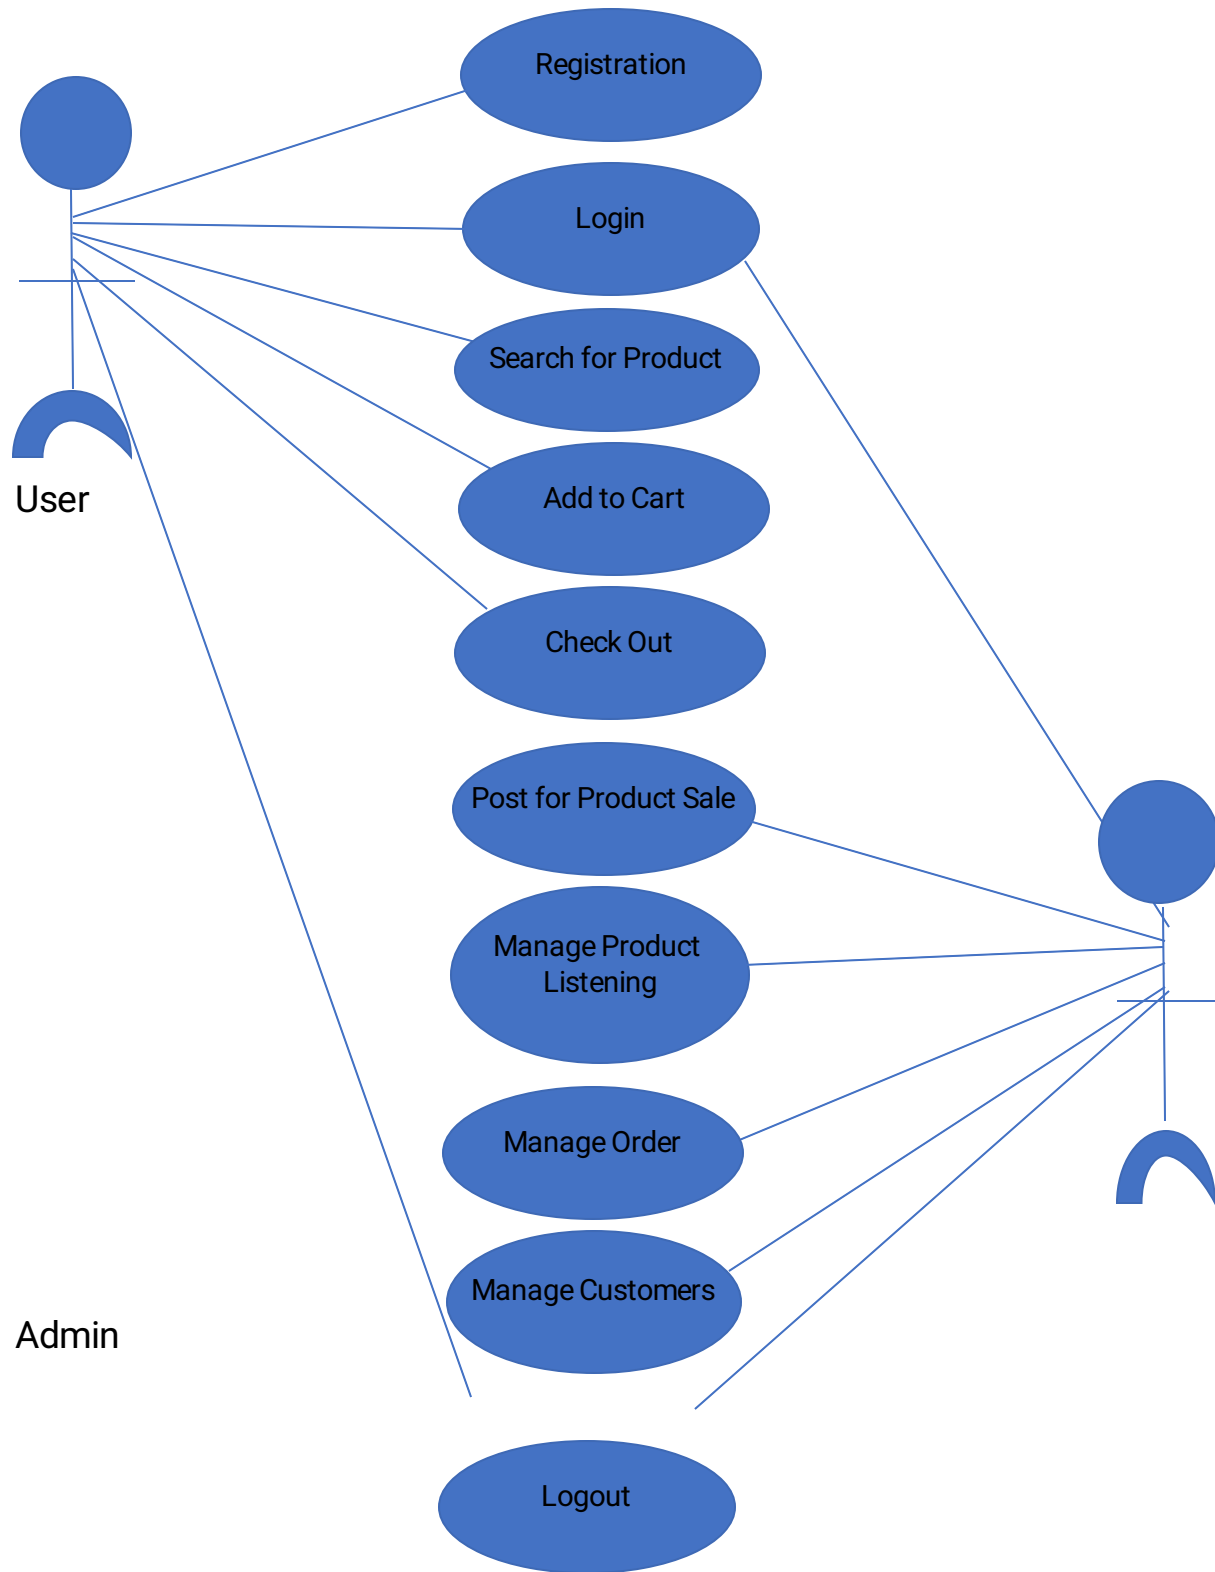 Registration
Login
Search for Product
Add to Cart
User
Check Out
Post for Product Sale
Manage Product
Listening
Manage Order
Manage Customers
Admin
Logout